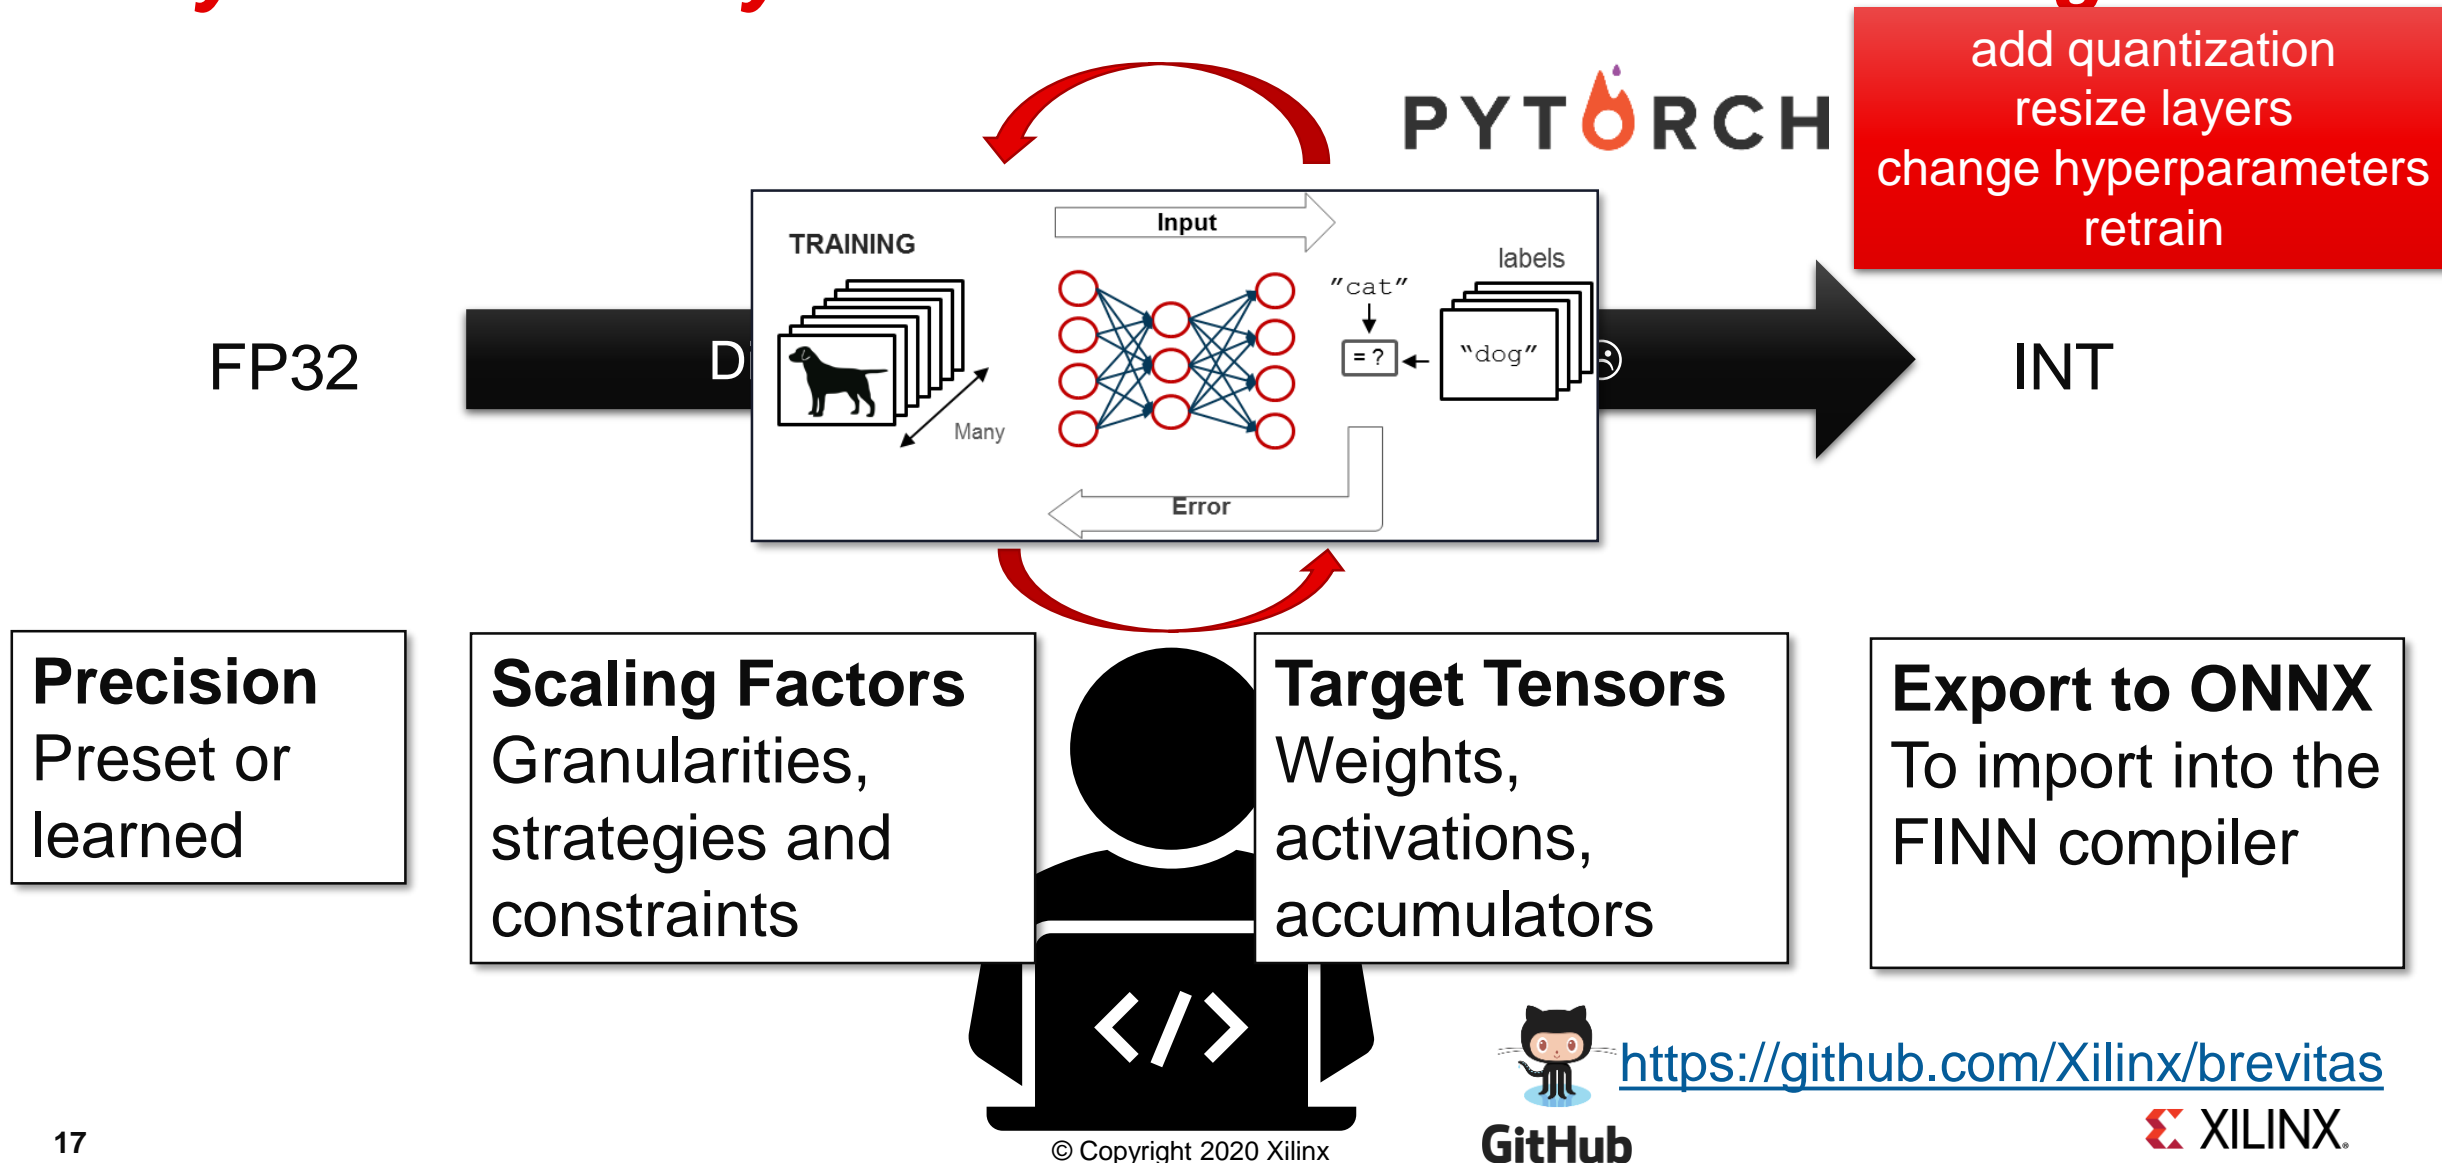 add quantization
resize layers
change hyperparameters
retrain
PYTORCH
Input
TRAINING
labels
"cat"
= ?
"dog"
Many
Error
FP32
INT
Precision
Preset or
learned
Scaling Factors
Granularities,
strategies and
constraints
Target Tensors
Weights,
activations,
accumulators
Export to ONNX
To import into the
FINN compiler
</>
https://github.com/Xilinx/brevitas
GitHub
XILINX.
17
© Copyright 2020 Xilinx